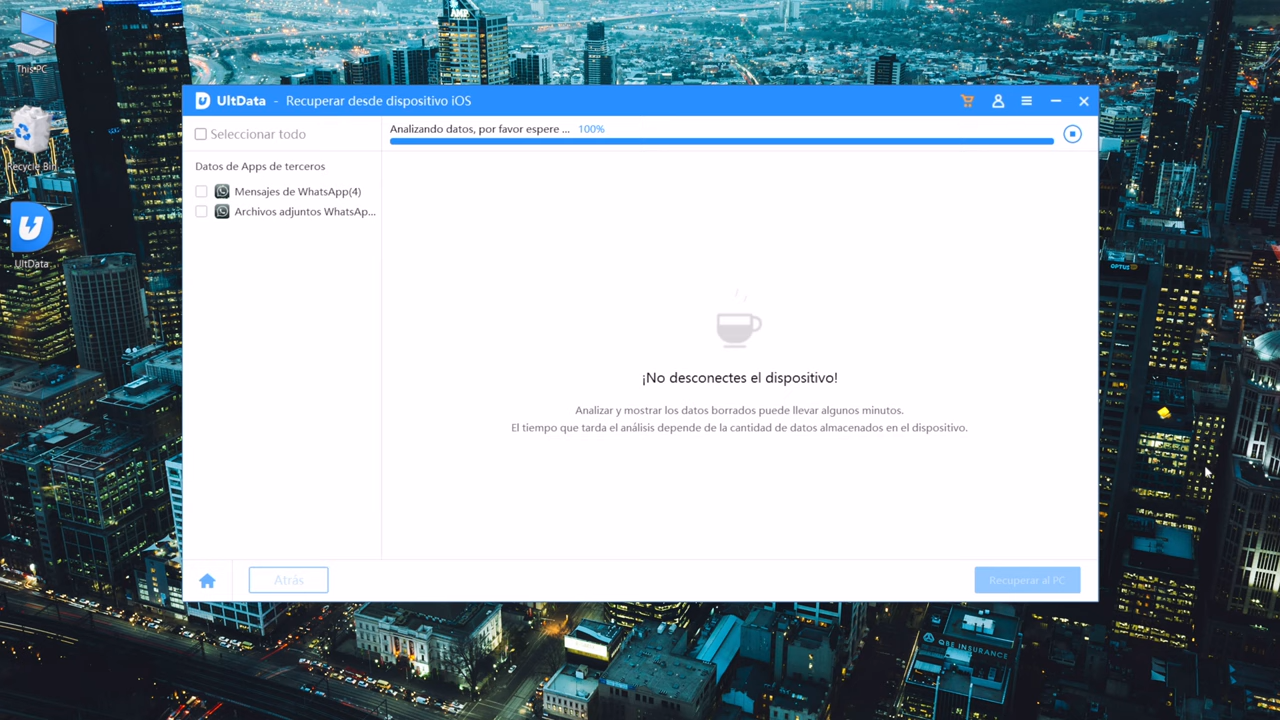 This PC
Recycle Bin
UltData
UltData - Recuperar desde dispositivo iOS
Seleccionar todo
Analizando datos, por favor espere ... 100%
Datos de Apps de terceros
Mensajes de WhatsApp(4)
Archivos adjuntos WhatsAp...
¡No desconectes el dispositivo!
Analizar y mostrar los datos borrados puede llevar algunos minutos.
El tiempo que tarda el análisis depende de la cantidad de datos almacenados en el dispositivo.
Atrás
Recuperar al PC
AMP
OPTUS
QBE INSURANCE